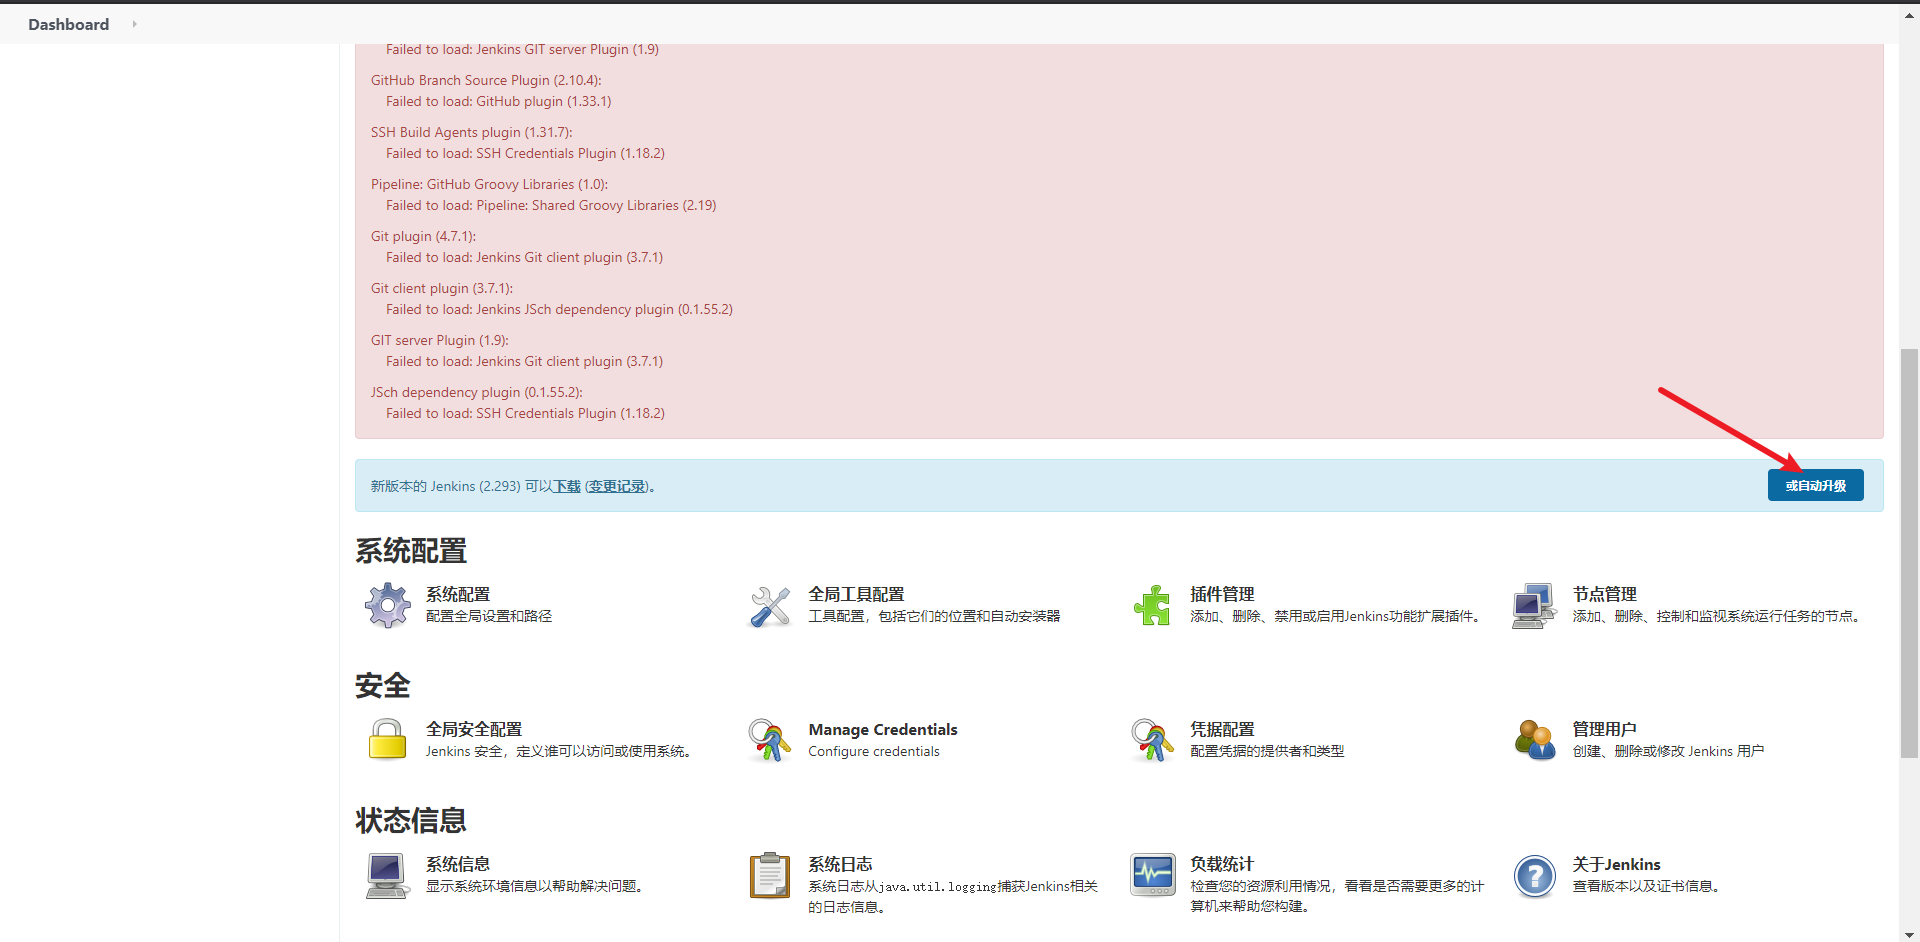 Dashboard
Failed to load: Jenkins GIT server Plugin (1.9)
GitHub Branch Source Plugin (2.10.4):
Failed to load: GitHub plugin (1.33.1)
SSH Build Agents plugin (1.31.7):
Failed to load: SSH Credentials Plugin (1.18.2)
Pipeline: GitHub Groovy Libraries (1.0):
Failed to load: Pipeline: Shared Groovy Libraries (2.19)
Git plugin (4.7.1):
Failed to load: Jenkins Git client plugin (3.7.1)
Git client plugin (3.7.1):
Failed to load: Jenkins JSch dependency plugin (0.1.55.2)
GIT server Plugin (1.9):
Failed to load: Jenkins Git client plugin (3.7.1)
JSch dependency plugin (0.1.55.2):
Failed to load: SSH Credentials Plugin (1.18.2)
新版本的 Jenkins (2.293) 可以下载 (变更记录)。
或自动升级
系统配置
系统配置
配置全局设置和路径
全局工具配置
工具配置，包括它们的位置和自动安装器
插件管理
添加、删除、禁用或启用Jenkins功能扩展插件。
节点管理
添加、删除、控制和监视系统运行任务的节点。
安全
全局安全配置
Jenkins 安全，定义谁可以访问或使用系统。
Manage Credentials
Configure credentials
凭据配置
配置凭据的提供者和类型
管理用户
创建、删除或修改 Jenkins 用户
状态信息
系统信息
显示系统环境信息以帮助解决问题。
系统日志
系统日志从java.util.logging捕获Jenkins相关
的日志信息。
负载统计
检查您的资源利用情况，看看是否需要更多的计
算机来帮助您构建。
关于Jenkins
查看版本以及证书信息。